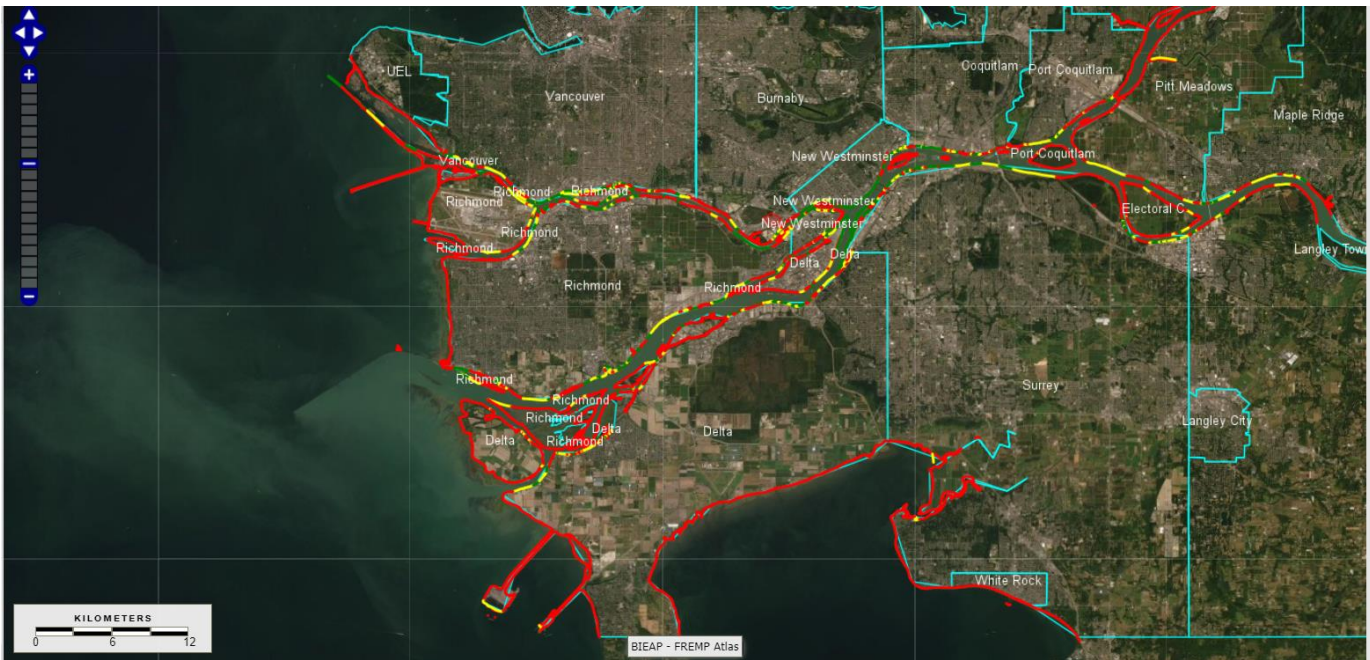 UEL
Vancouver
Burnaby
Coquitlam
Port Coquitlam
Pitt Meadows
Maple Ridge
Vancouver
New Westminster
Port Coquitlam
Richmond
Richmond
Richmond
New Westminster
Electoral C
New Westminster
Richmond
Richmond
Delta
Delta
Langley Tow
Richmond
Richmond
Richmond
Surrey
Richmond
Richmond
Delta
Delta
Richmond
Delta
Langley City
White Rock
KILOMETERS
0 6 12
BIEAP - FREMP Atlas